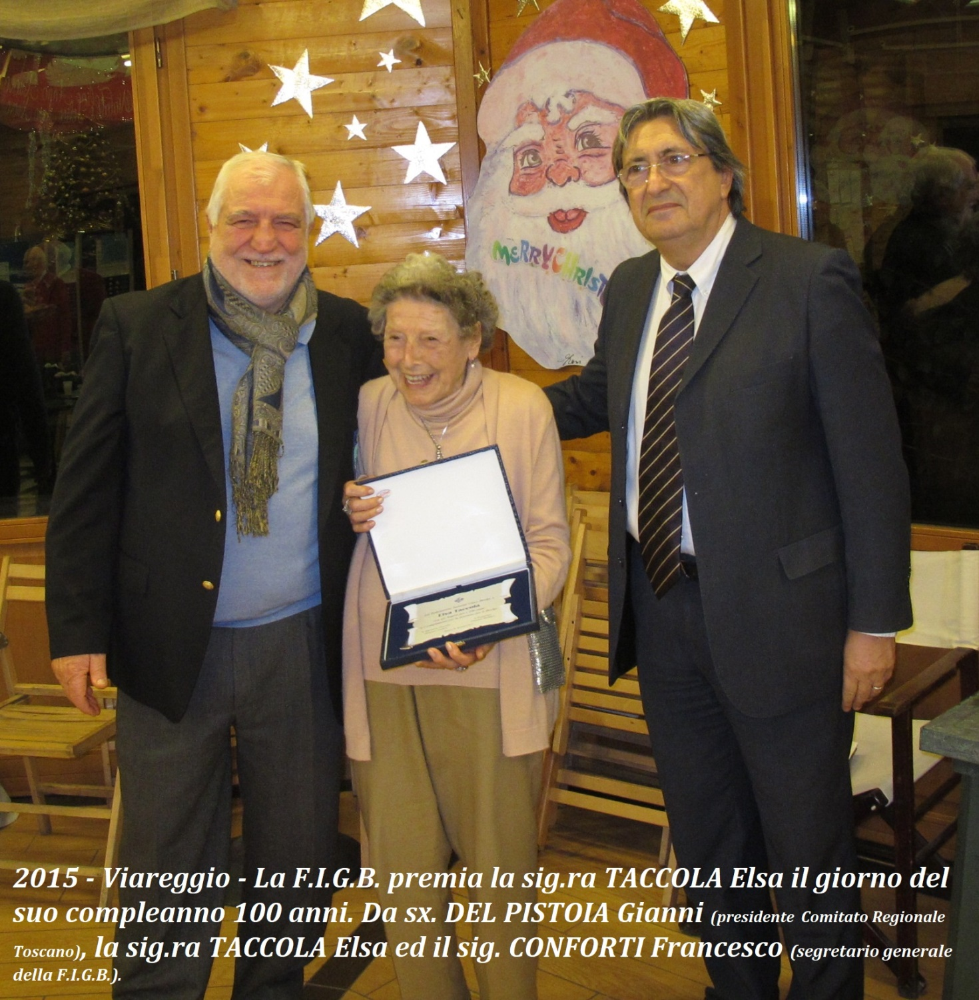 MERRY CHRIST
Elsa Taccola
2015 - Viareggio - La F.I.G.B. premia la sig.ra TACCOLA Elsa il giorno del
suo compleanno 100 anni. Da sx. DEL PISTOIA Gianni (presidente Comitato Regionale
Toscano), la sig.ra TACCOLA Elsa ed il sig. CONFORTI Francesco (segretario generale
della F.I.G.B.).